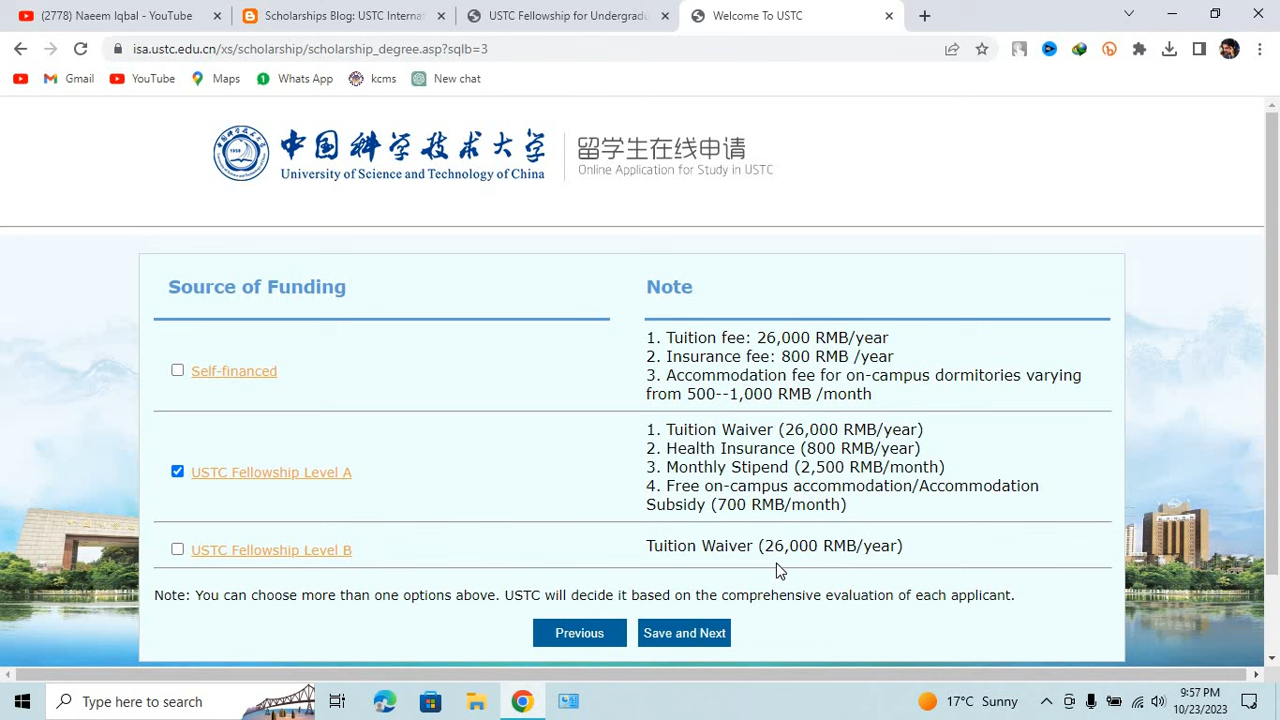 (2778) Naeem Iqbal - YouTube
Scholarships Blog: USTC Interna
USTC Fellowship for Undergradu
Welcome To USTC
isa.ustc.edu.cn/xs/scholarship/scholarship_degree.asp?sqlb=3
Gmail
YouTube
Maps
Whats App
kcms
New chat
中国科学技术大学
University of Science and Technology of China
留学生在线申请
Online Application for Study in USTC
1958
Source of Funding
Note
Self-financed
1. Tuition fee: 26,000 RMB/year
2. Insurance fee: 800 RMB /year
3. Accommodation fee for on-campus dormitories varying
from 500--1,000 RMB /month
USTC Fellowship Level A
1. Tuition Waiver (26,000 RMB/year)
2. Health Insurance (800 RMB/year)
3. Monthly Stipend (2,500 RMB/month)
4. Free on-campus accommodation/Accommodation
Subsidy (700 RMB/month)
USTC Fellowship Level B
Tuition Waiver (26,000 RMB/year)
Note: You can choose more than one options above. USTC will decide it based on the comprehensive evaluation of each applicant.
Previous
Save and Next
Type here to search
17°C Sunny
9:57 PM
10/23/2023